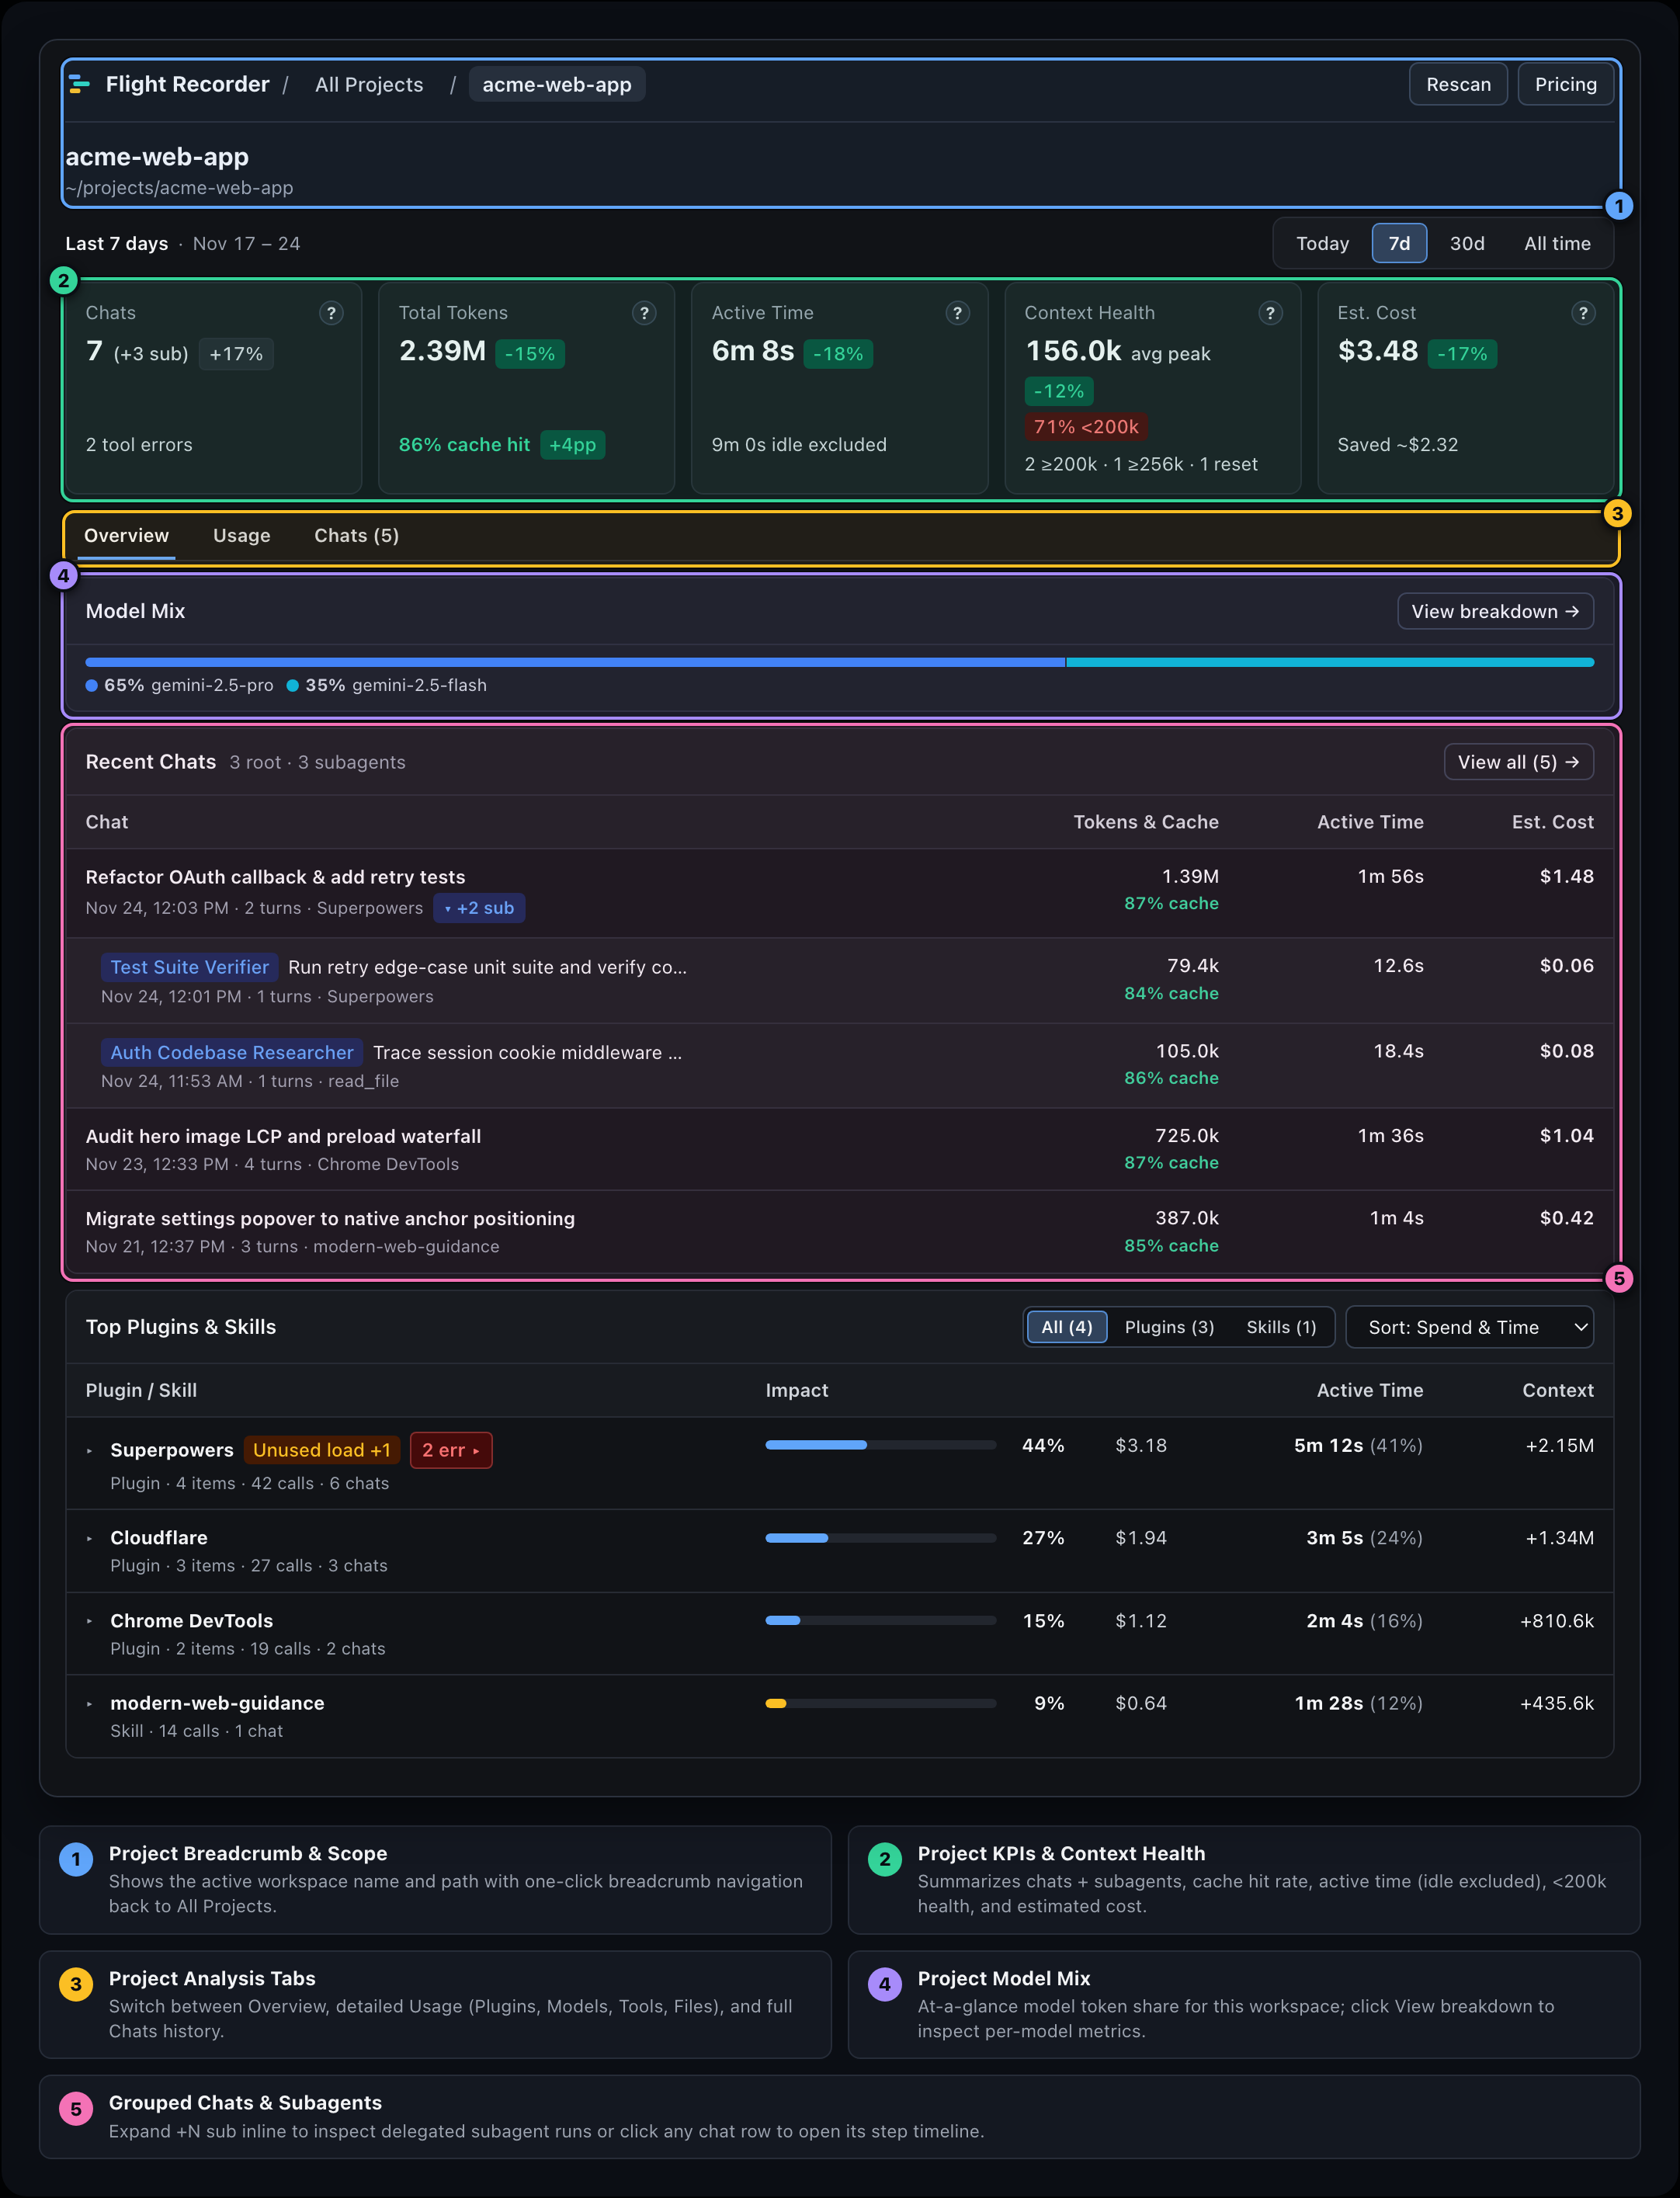 Flight Recorder / All Projects / acme-web-app Rescan Pricing
acme-web-app
~/projects/acme-web-app
1
Last 7 days · Nov 17 – 24 Today 7d 30d All time
2
Chats ?
7 (+3 sub) +17%
2 tool errors
Total Tokens ?
2.39M -15%
86% cache hit +4pp
Active Time ?
6m 8s -18%
9m 0s idle excluded
Context Health ?
156.0k avg peak
-12%
71% <200k
2 ≥200k · 1 ≥256k · 1 reset
Est. Cost ?
$3.48 -17%
Saved ~$2.32
3
Overview Usage Chats (5)
4
Model Mix View breakdown →
65% gemini-2.5-pro 35% gemini-2.5-flash
Recent Chats 3 root · 3 subagents View all (5) →
Chat Tokens & Cache Active Time Est. Cost
Refactor OAuth callback & add retry tests 1.39M 1m 56s $1.48
Nov 24, 12:03 PM · 2 turns · Superpowers ▾ +2 sub 87% cache
Test Suite Verifier Run retry edge-case unit suite and verify co... 79.4k 12.6s $0.06
Nov 24, 12:01 PM · 1 turns · Superpowers 84% cache
Auth Codebase Researcher Trace session cookie middleware ... 105.0k 18.4s $0.08
Nov 24, 11:53 AM · 1 turns · read_file 86% cache
Audit hero image LCP and preload waterfall 725.0k 1m 36s $1.04
Nov 23, 12:33 PM · 4 turns · Chrome DevTools 87% cache
Migrate settings popover to native anchor positioning 387.0k 1m 4s $0.42
Nov 21, 12:37 PM · 3 turns · modern-web-guidance 85% cache
5
Top Plugins & Skills All (4) Plugins (3) Skills (1) Sort: Spend & Time
Plugin / Skill Impact Active Time Context
▸ Superpowers Unused load +1 2 err ▸ 44% $3.18 5m 12s (41%) +2.15M
Plugin · 4 items · 42 calls · 6 chats
▸ Cloudflare 27% $1.94 3m 5s (24%) +1.34M
Plugin · 3 items · 27 calls · 3 chats
▸ Chrome DevTools 15% $1.12 2m 4s (16%) +810.6k
Plugin · 2 items · 19 calls · 2 chats
▸ modern-web-guidance 9% $0.64 1m 28s (12%) +435.6k
Skill · 14 calls · 1 chat
1 Project Breadcrumb & Scope
Shows the active workspace name and path with one-click breadcrumb navigation
back to All Projects.
2 Project KPIs & Context Health
Summarizes chats + subagents, cache hit rate, active time (idle excluded), <200k
health, and estimated cost.
3 Project Analysis Tabs
Switch between Overview, detailed Usage (Plugins, Models, Tools, Files), and full
Chats history.
4 Project Model Mix
At-a-glance model token share for this workspace; click View breakdown to
inspect per-model metrics.
5 Grouped Chats & Subagents
Expand +N sub inline to inspect delegated subagent runs or click any chat row to open its step timeline.